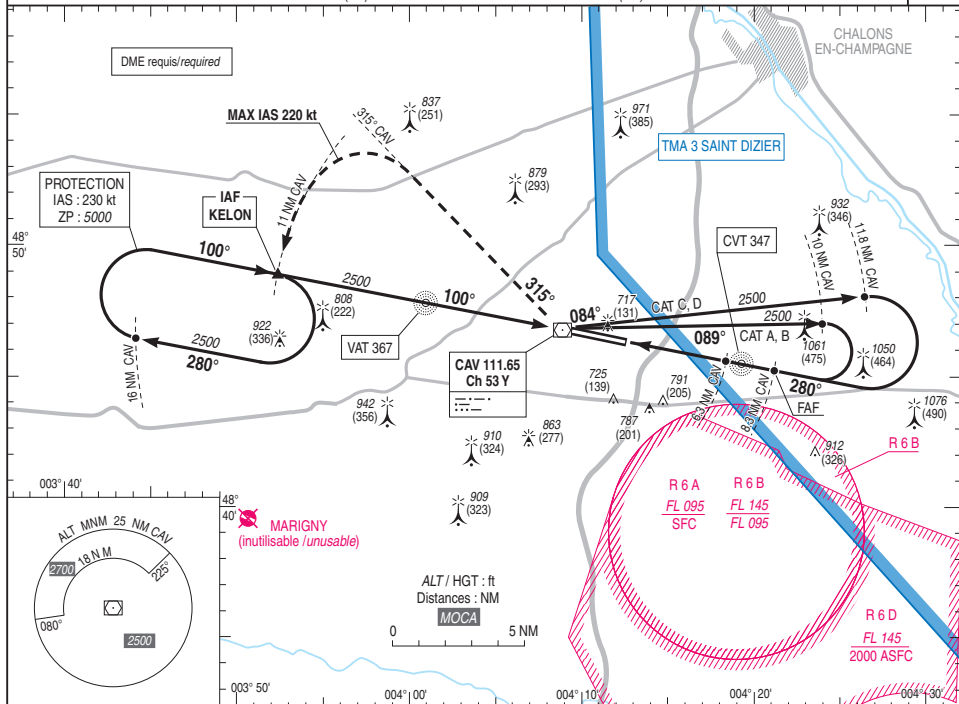 CHALONS
EN-CHAMPAGNE
DME requis/required
MAX IAS 220 kt
315° CAV
837
(251)
971
(385)
TMA 3 SAINT DIZIER
879
(293)
PROTECTION
IAS : 230 kt
ZP : 5000
IAF
KELON
11 NM CAV
932
(346)
11.8 NM CAV
10 NM CAV
CVT 347
48°
50'
100°
2500
100°
315°
808
(222)
922
(336)
VAT 367
2500
280°
16 NM CAV
084°
717
(131)
CAT C, D
2500
2500
CAT A, B
089°
1061
(475)
1050
(464)
CAV 111.65
Ch 53 Y
725
(139)
791
(205)
787
(201)
6.3 NM CAV
8.3 NM CAV
280°
FAF
1076
(490)
942
(356)
910
(324)
863
(277)
912
(326)
R 6 B
909
(323)
R 6 A
FL 095
SFC
R 6 B
FL 145
FL 095
003° 40'
48°
40'
MARIGNY
(inutilisable /unusable)
ALT MNM 25 NM CAV
18 N M
2700
225°
080°
2500
ALT / HGT : ft
Distances : NM
MOCA
0
5 NM
R 6 D
FL 145
2000 ASFC
003° 50'
004° 00'
004° 10'
004° 20'
004° 30'